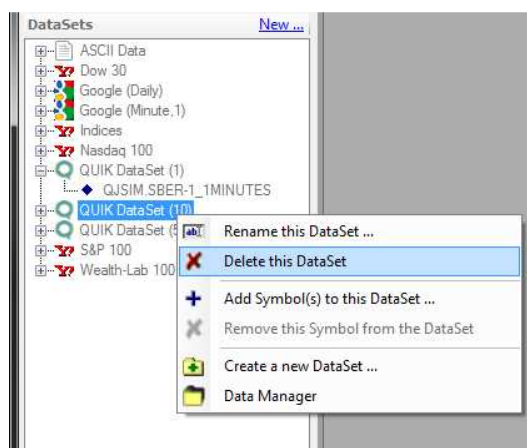 DataSets New ...
ASCII Data
Dow 30
Google (Daily)
Google (Minute,1)
Indices
Nasdaq 100
QUIK DataSet (1)
QJSIM.SBER-1_1MINUTES
QUIK DataSet (10)
QUIK DataSet (
S&P 100
Wealth-Lab 100
Rename this DataSet ...
Delete this DataSet
Add Symbol(s) to this DataSet ...
Remove this Symbol from the DataSet
Create a new DataSet ...
Data Manager